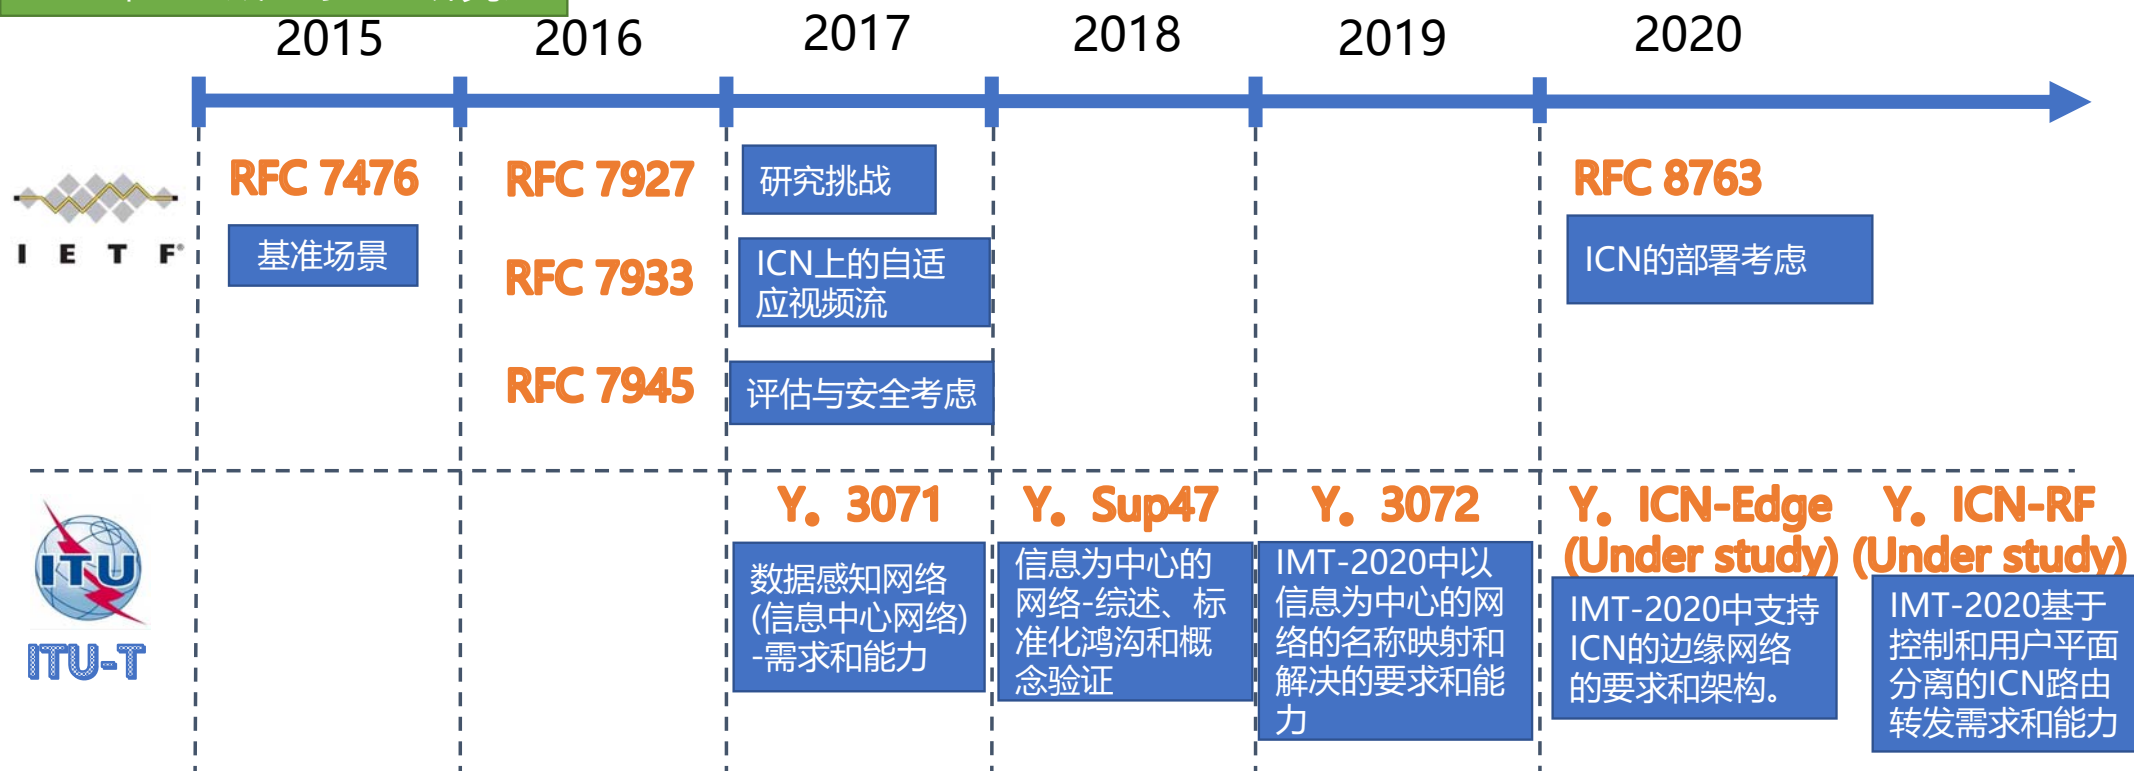 2015
2016
2017
2018
2019
2020
IETF®
RFC 7476
基准场景
RFC 7927
研究挑战
RFC 7933
ICN上的自适
应视频流
RFC 7945
评估与安全考虑
RFC 8763
ICN的部署考虑
ITU
ITU-T
Y. 3071
数据感知网络
(信息中心网络)
-需求和能力
Y. Sup47
信息为中心的
网络-综述、标
准化鸿沟和概
念验证
Y. 3072
IMT-2020中以
信息为中心的网
络的名称映射和
解决的要求和能
力
Y. ICN-Edge
(Under study)
IMT-2020中支持
ICN的边缘网络
的要求和架构。
Y. ICN-RF
(Under study)
IMT-2020基于
控制和用户平面
分离的ICN路由
转发需求和能力